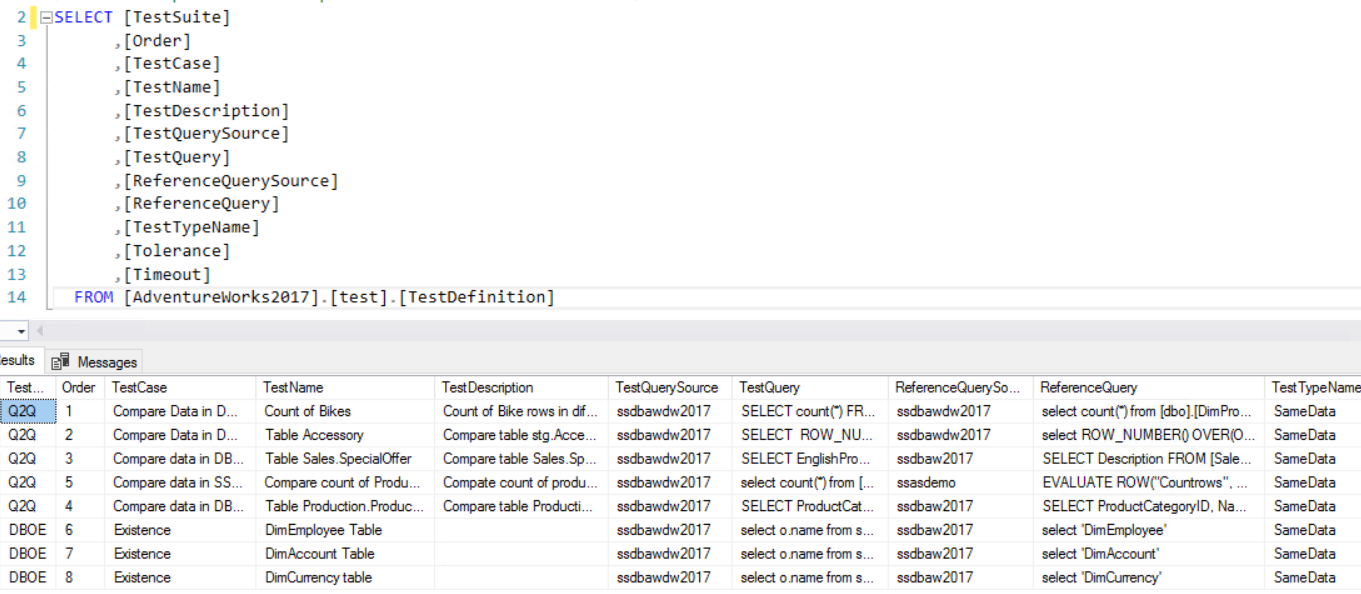 2 SELECT [TestSuite]
3 ,[Order]
4 ,[TestCase]
5 ,[TestName]
6 ,[TestDescription]
7 ,[TestQuerySource]
8 ,[TestQuery]
9 ,[ReferenceQuerySource]
10 ,[ReferenceQuery]
11 ,[TestTypeName]
12 ,[Tolerance]
13 ,[Timeout]
14 FROM [AdventureWorks2017].[test].[TestDefinition]
esults Messages
Test... Order TestCase TestName TestDescription TestQuerySource TestQuery ReferenceQuerySo... ReferenceQuery TestTypeName
Q2Q 1 Compare Data in D... Count of Bikes Count of Bike rows in dif... ssdbawdw2017 SELECT count(*) FR... ssdbawdw2017 select count(*) from [dbo].[DimPro... SameData
Q2Q 2 Compare Data in D... Table Accessory Compare table stg.Acce... ssdbawdw2017 SELECT ROW_NU... ssdbawdw2017 select ROW_NUMBER() OVER(O... SameData
Q2Q 3 Compare data in DB... Table Sales.SpecialOffer Compare table Sales.Sp... ssdbawdw2017 SELECT EnglishPro... ssdbaw2017 SELECT Description FROM [Sale... SameData
Q2Q 5 Compare data in SS... Compare count of Produ... Compate count of produ... ssdbawdw2017 select count(*) from [... ssasdemo EVALUATE ROW("Countrows", ... SameData
Q2Q 4 Compare data in DB... Table Production.Produc... Compare table Producti... ssdbawdw2017 SELECT ProductCat... ssdbaw2017 SELECT ProductCategoryID, Na... SameData
DBOE 6 Existence DimEmployee Table ssdbawdw2017 select o.name from s... ssdbaw2017 select 'DimEmployee' SameData
DBOE 7 Existence DimAccount Table ssdbawdw2017 select o.name from s... ssdbaw2017 select 'DimAccount' SameData
DBOE 8 Existence DimCurrency table ssdbawdw2017 select o.name from s... ssdbaw2017 select 'DimCurrency' SameData